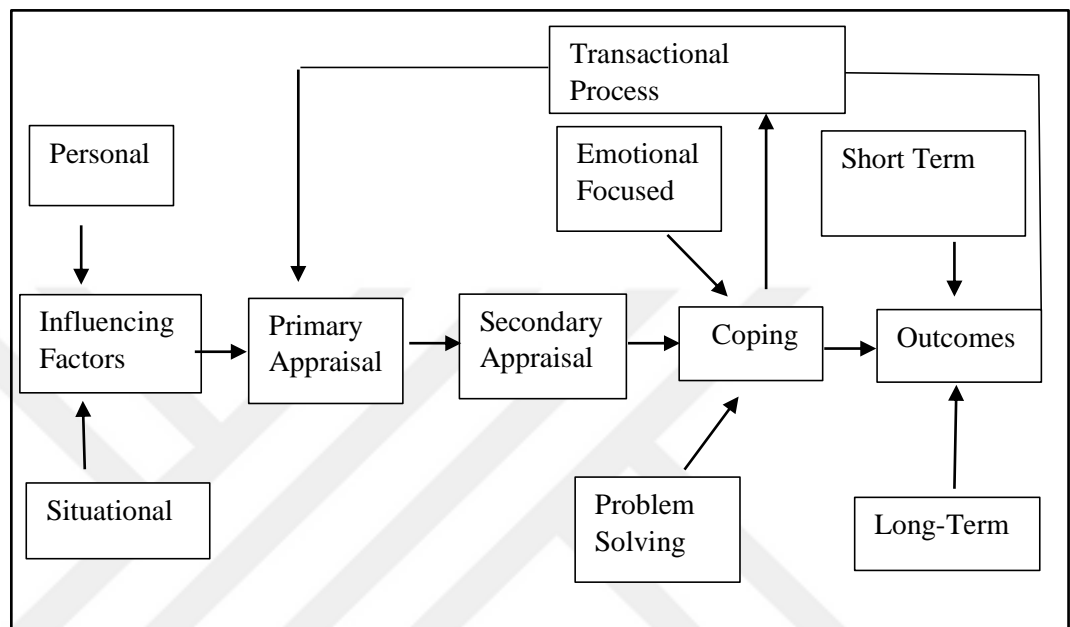 Transactional
Process
Personal
Emotional
Focused
Short Term
Influencing
Factors
Primary
Appraisal
Secondary
Appraisal
Coping
Outcomes
Situational
Problem
Solving
Long-Term